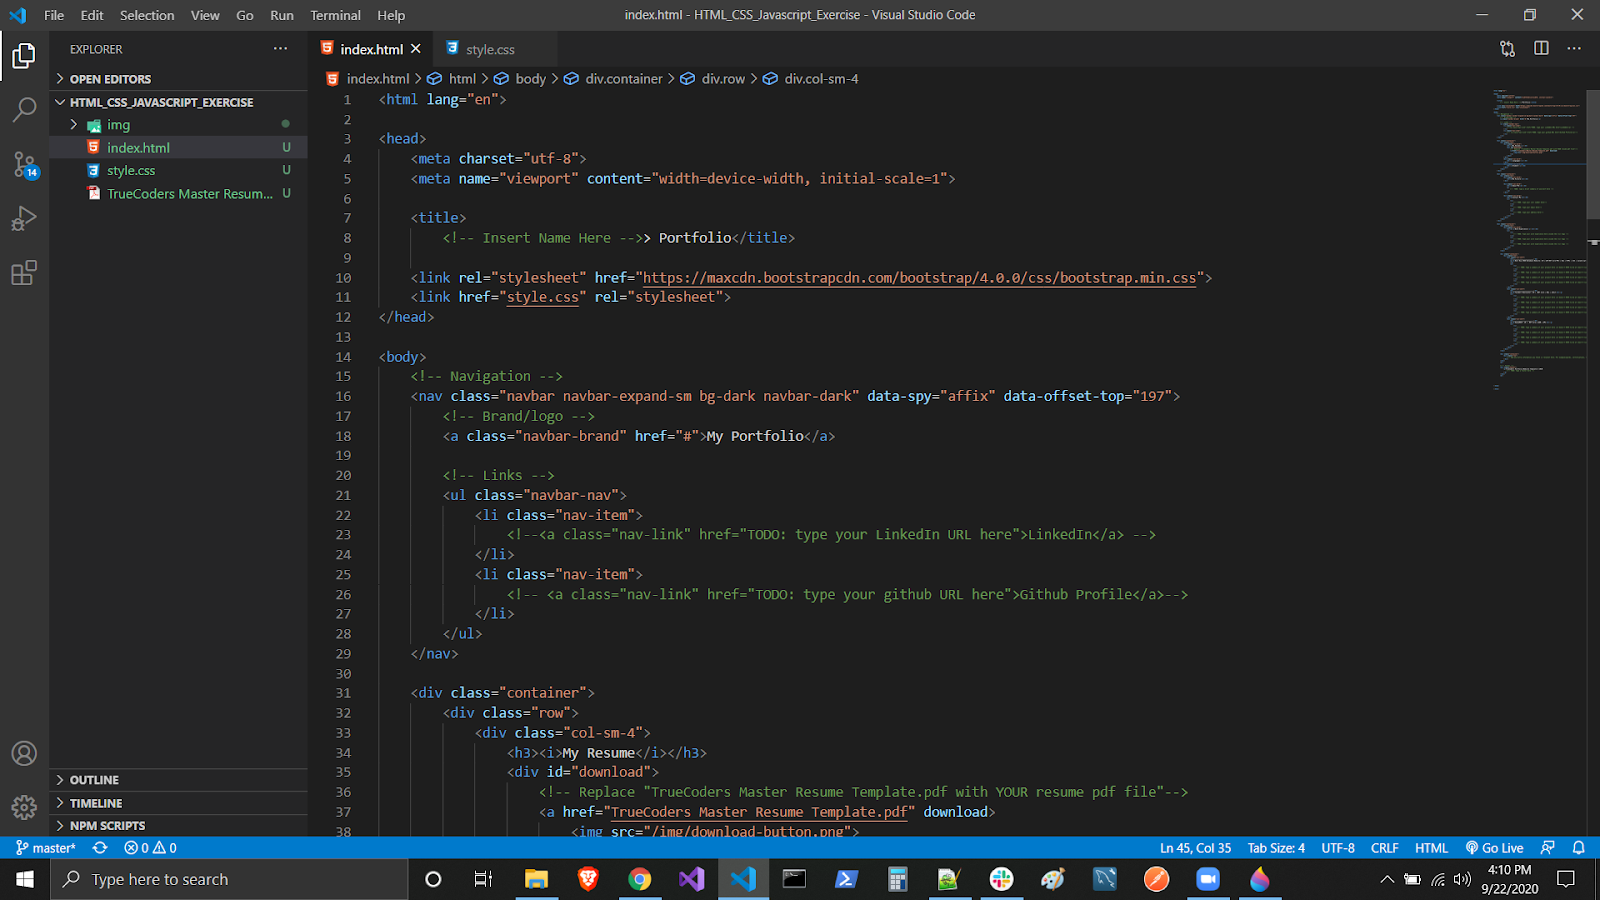 File Edit Selection View Go Run Terminal Help index.html - HTML_CSS_Javascript_Exercise - Visual Studio Code
EXPLORER
index.html
style.css
OPEN EDITORS
index.html > html > body > div.container > div.row > div.col-sm-4
HTML_CSS_JAVASCRIPT_EXERCISE
img
index.html U
style.css U
TrueCoders Master Resum... U
14
1 <html lang="en">
2
3 <head>
4 <meta charset="utf-8">
5 <meta name="viewport" content="width=device-width, initial-scale=1">
6
7 <title>
8 <!-- Insert Name Here -->> Portfolio</title>
9
10 <link rel="stylesheet" href="https://maxcdn.bootstrapcdn.com/bootstrap/4.0.0/css/bootstrap.min.css">
11 <link href="style.css" rel="stylesheet">
12 </head>
13
14 <body>
15 <!-- Navigation -->
16 <nav class="navbar navbar-expand-sm bg-dark navbar-dark" data-spy="affix" data-offset-top="197">
17 <!-- Brand/logo -->
18 <a class="navbar-brand" href="#">My Portfolio</a>
19
20 <!-- Links -->
21 <ul class="navbar-nav">
22 <li class="nav-item">
23 <!--<a class="nav-link" href="TODO: type your LinkedIn URL here">LinkedIn</a> -->
24 </li>
25 <li class="nav-item">
26 <!-- <a class="nav-link" href="TODO: type your github URL here">Github Profile</a>-->
27 </li>
28 </ul>
29 </nav>
30
31 <div class="container">
32 <div class="row">
33 <div class="col-sm-4">
34 <h3><i>My Resume</i></h3>
35 <div id="download">
36 <!-- Replace "TrueCoders Master Resume Template.pdf with YOUR resume pdf file"-->
37 <a href="TrueCoders Master Resume Template.pdf" download>
38 <img src="/img/download-button.png">
OUTLINE
TIMELINE
NPM SCRIPTS
master* 0 0 Ln 45, Col 35 Tab Size: 4 UTF-8 CRLF HTML Go Live
Type here to search
4:10 PM
9/22/2020